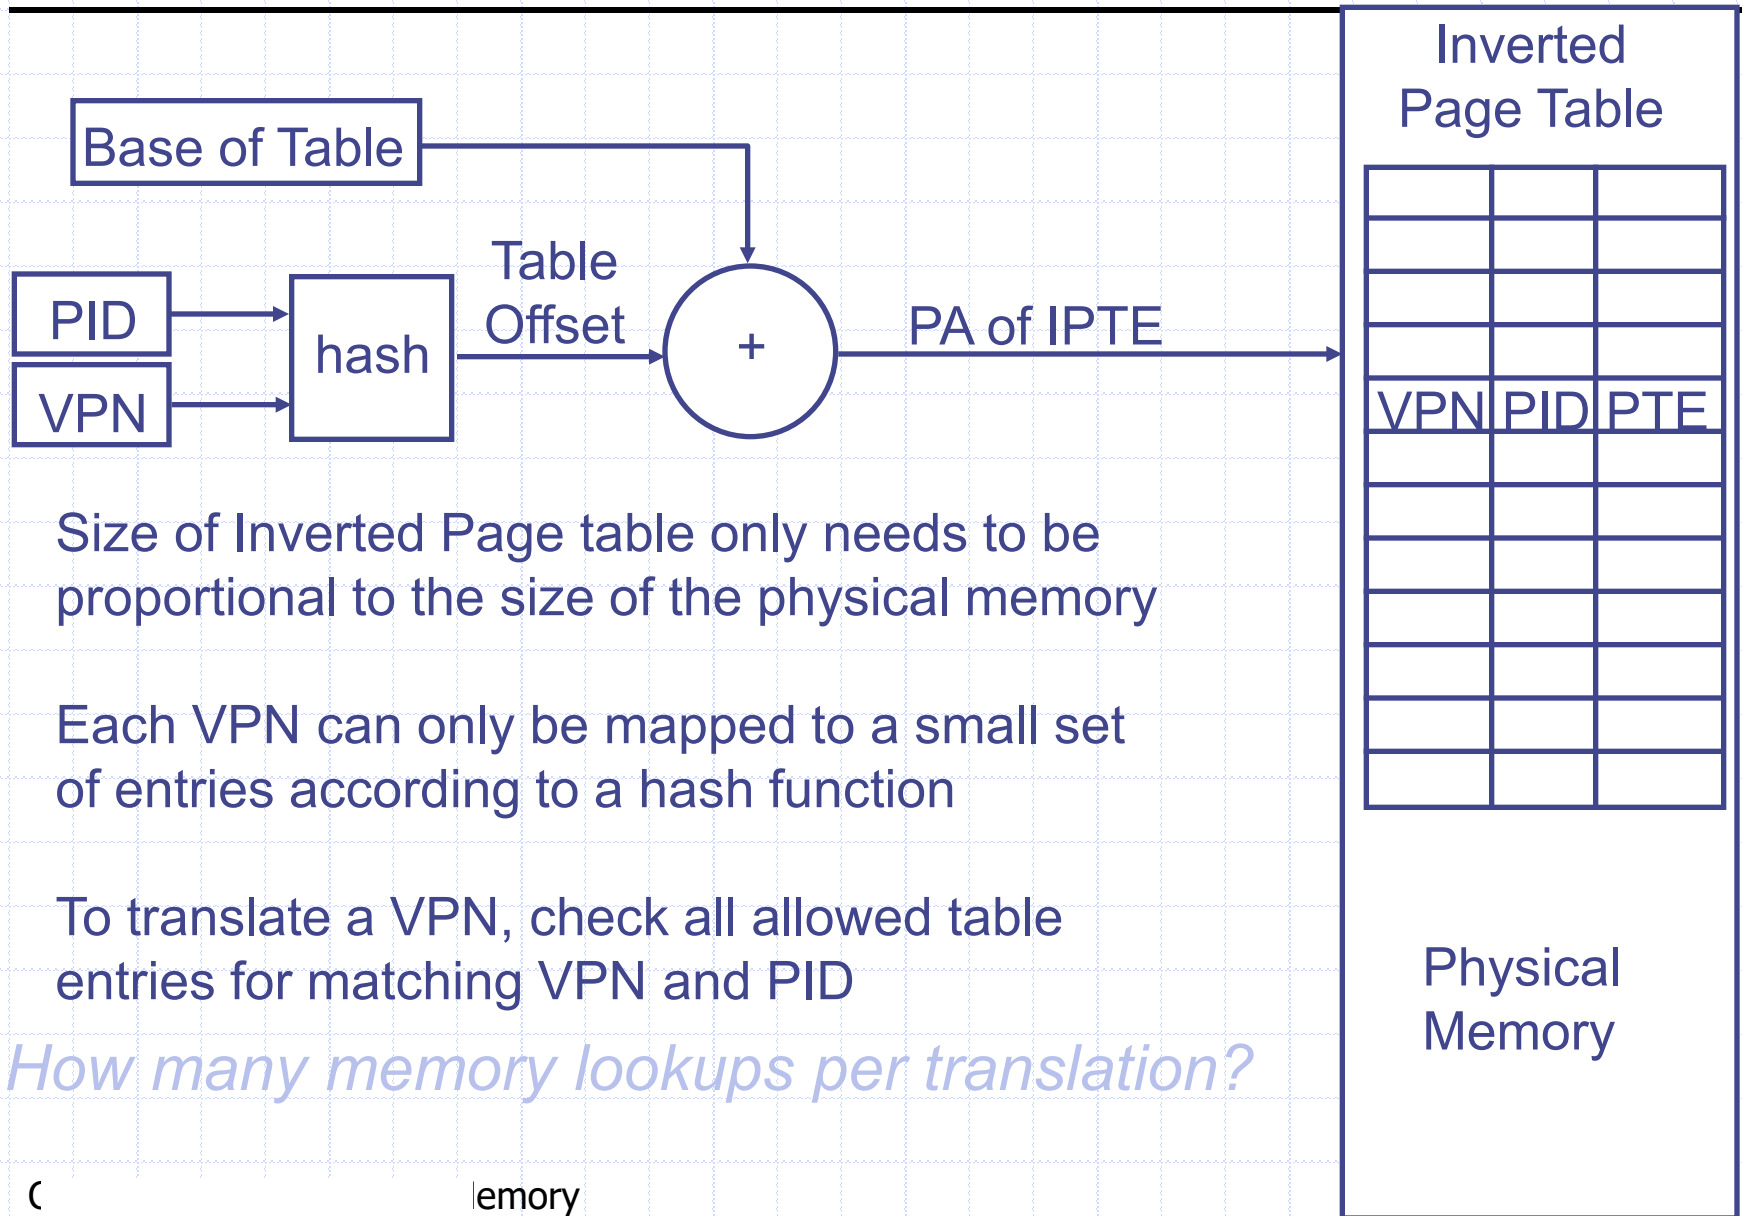 Inverted
Page Table
Base of Table
Table
Offset
PID
VPN
hash
+
PA of IPTE
VPN PID PTE
Size of Inverted Page table only needs to be
proportional to the size of the physical memory
Each VPN can only be mapped to a small set
of entries according to a hash function
To translate a VPN, check all allowed table
entries for matching VPN and PID
Physical
Memory
How many memory lookups per translation?
emory